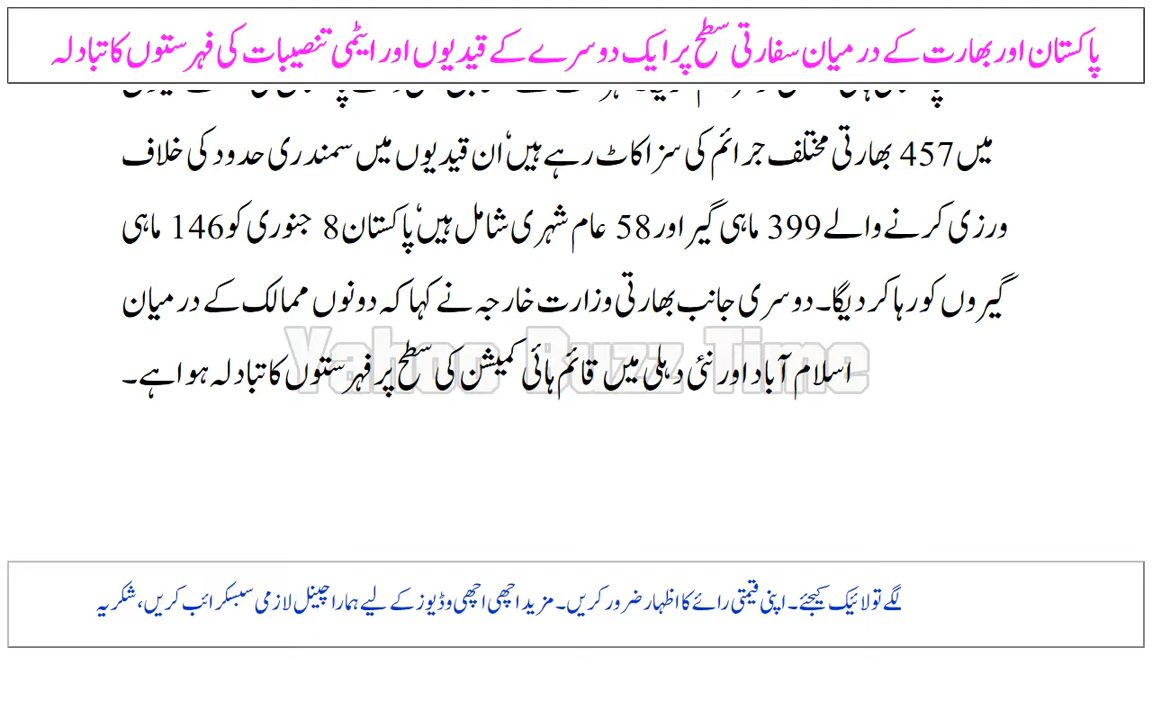 پاکستان اور بھارت کے درمیان سفارتی سطح پر ایک دوسرے کے قیدیوں اور ایٹمی تنصیبات کی فہرستوں کا تبادلہ
میں 457 بھارتی مختلف جرائم کی سزا کاٹ رہے ہیں‘ ان قیدیوں میں سمندری حدود کی خلاف
ورزی کرنے والے 399 ماہی گیر اور 58 عام شہری شامل ہیں‘ پاکستان 8 جنوری کو 146 ماہی
گیروں کو رہا کر دیگا۔ دوسری جانب بھارتی وزارت خارجہ نے کہا کہ دونوں ممالک کے درمیان
اسلام آباد اور نئی دہلی میں قائم ہائی کمیشن کی سطح پر فہرستوں کا تبادلہ ہوا ہے۔
Yahoo Buzz Time
لگے تو لائیک کیجئے۔ اپنی قیمتی رائے کا اظہار ضرور کریں۔ مزید اچھی اچھی وڈیوز کے لیے ہمارا چینل لازمی سبسکرائب کریں، شکریہ